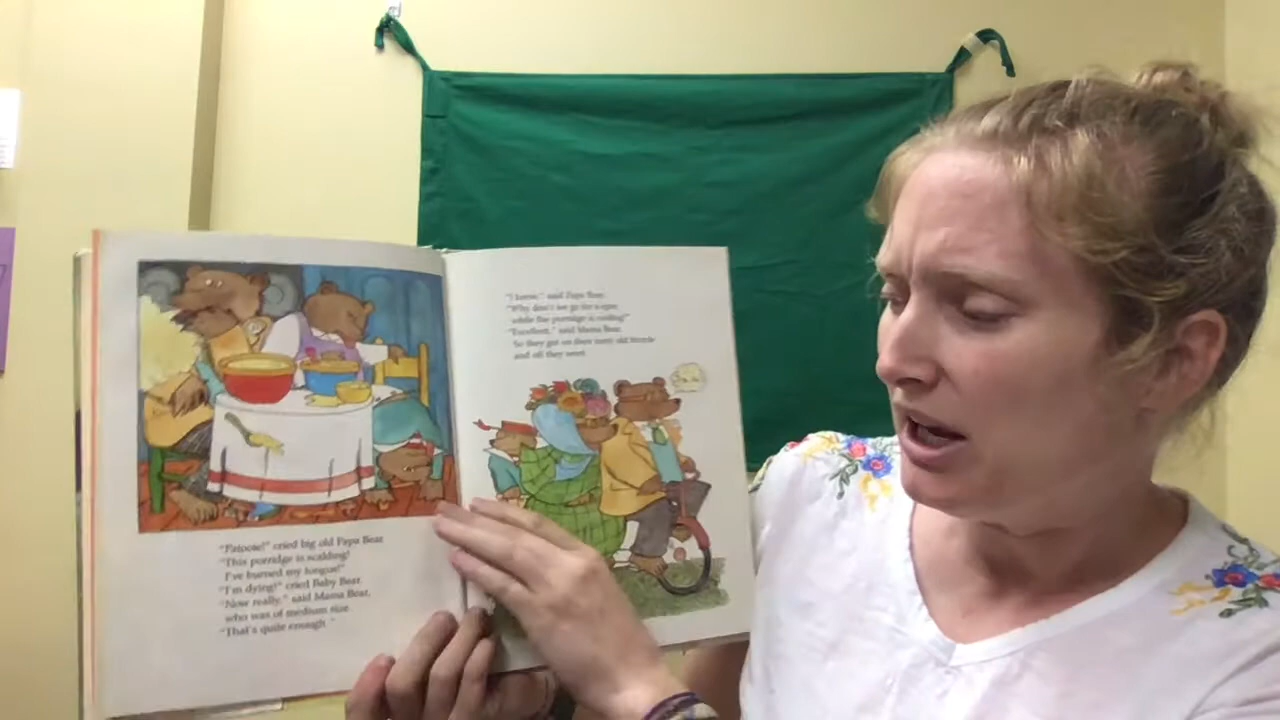 "Patooie!" cried big old Papa Bear.
"This porridge is scalding!
I've burned my tongue!"
"I'm dying!" cried Baby Bear.
"Now really," said Mama Bear,
who was of medium size.
"That's quite enough."
"I know," said Papa Bear.
"Why don't we go for a spin
while the porridge is cooling?"
"Excellent," said Mama Bear.
So they got on their rusty old bicycle
and off they went.